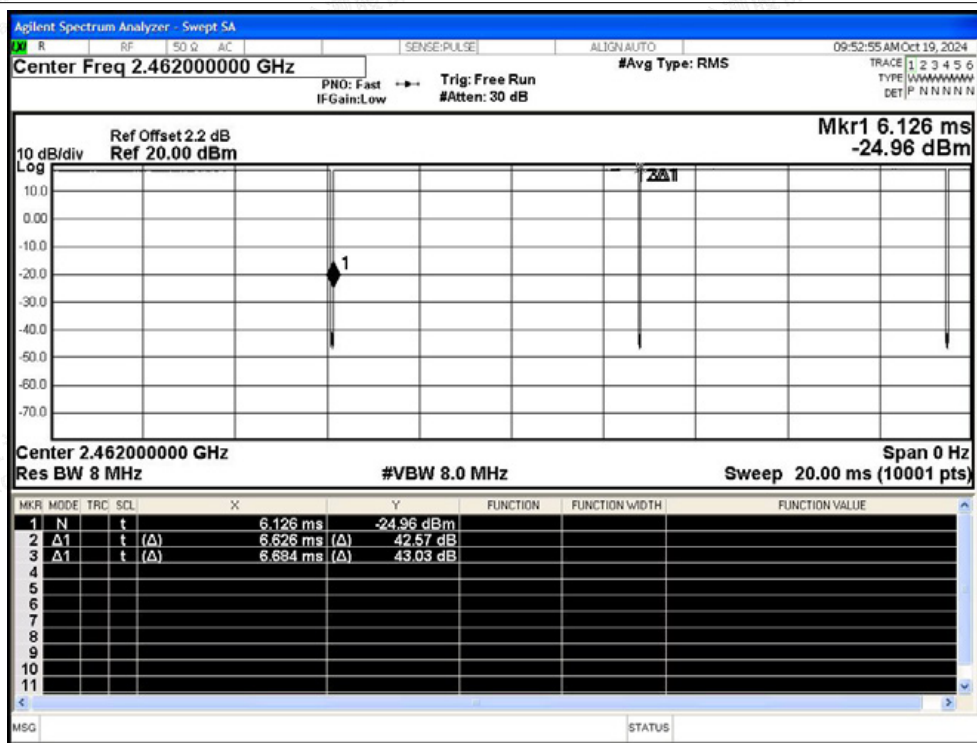 Agilent Spectrum Analyzer - Swept SA
R RF 50 Ω AC SENSE:PULSE ALIGN AUTO 09:52:55 AM Oct 19, 2024
Center Freq 2.462000000 GHz
#Avg Type: RMS
TRACE 1 2 3 4 5 6
PNO: Fast Trig: Free Run
TYPE WWWWWW
IFGain:Low #Atten: 30 dB
DET P N N N N N
Mkr1 6.126 ms
-24.96 dBm
Ref Offset 2.2 dB
10 dB/div Ref 20.00 dBm
Log
10.0
0.00
-10.0
-20.0
-30.0
-40.0
-50.0
-60.0
-70.0
1
Center 2.462000000 GHz Span 0 Hz
Res BW 8 MHz #VBW 8.0 MHz Sweep 20.00 ms (10001 pts)
MKR MODE TRC SCL X Y FUNCTION FUNCTION WIDTH FUNCTION VALUE
1 N t 6.126 ms -24.96 dBm
2 Δ1 t (Δ) 6.626 ms (Δ) 42.57 dB
3 Δ1 t (Δ) 6.684 ms (Δ) 43.03 dB
4
5
6
7
8
9
10
11
MSG STATUS